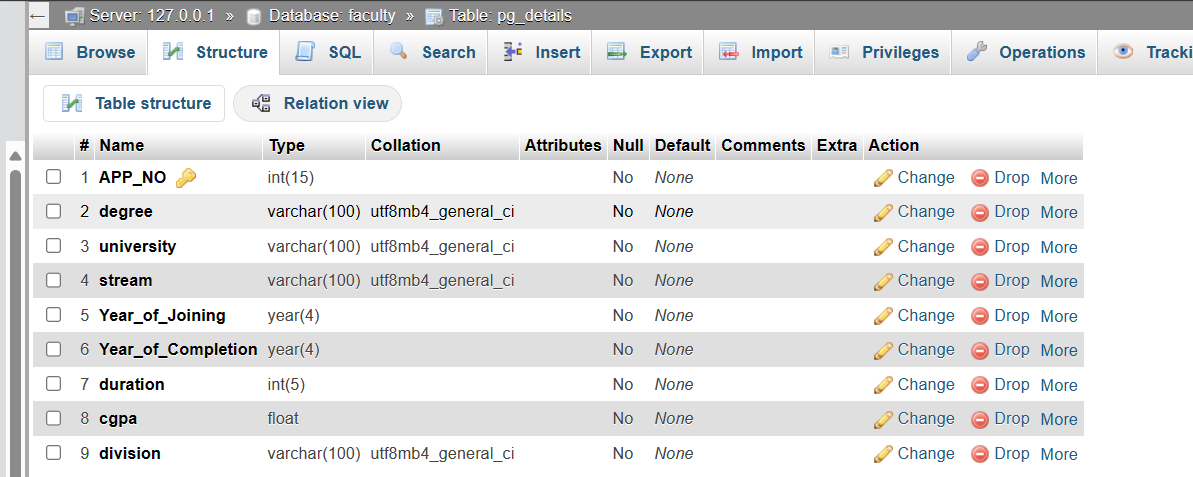 ← Server: 127.0.0.1 » Database: faculty » Table: pg_details
Browse Structure SQL Search Insert Export Import Privileges Operations Tracki
Table structure Relation view
# Name Type Collation Attributes Null Default Comments Extra Action
1 APP_NO int(15) No None Change Drop More
2 degree varchar(100) utf8mb4_general_ci No None Change Drop More
3 university varchar(100) utf8mb4_general_ci No None Change Drop More
4 stream varchar(100) utf8mb4_general_ci No None Change Drop More
5 Year_of_Joining year(4) No None Change Drop More
6 Year_of_Completion year(4) No None Change Drop More
7 duration int(5) No None Change Drop More
8 cgpa float No None Change Drop More
9 division varchar(100) utf8mb4_general_ci No None Change Drop More